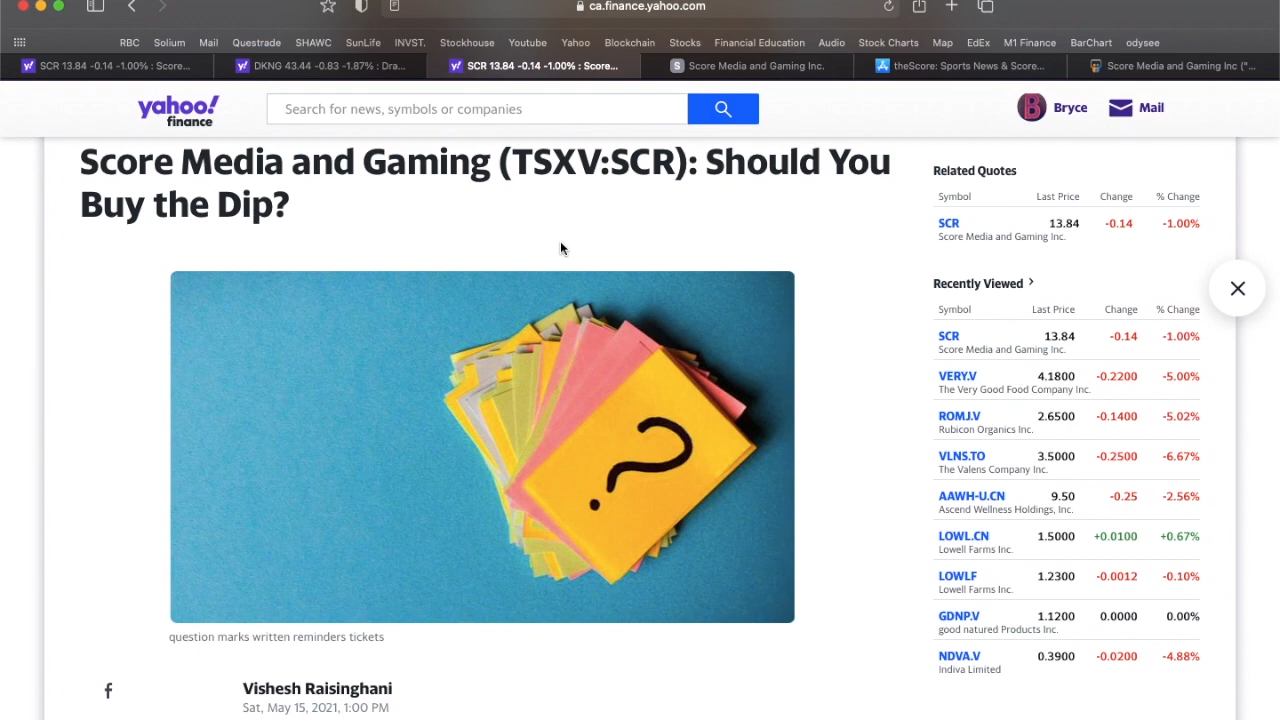 ca.finance.yahoo.com
RBC Solium Mail Questrade SHAWC SunLife INVST. Stockhouse Youtube Yahoo Blockchain Stocks Financial Education Audio Stock Charts Map EdEx M1 Finance BarChart odysee
SCR 13.84 -0.14 -1.00% : Score... DKNG 43.44 -0.83 -1.87% : Dra... SCR 13.84 -0.14 -1.00% : Score... S Score Media and Gaming Inc. theScore: Sports News & Score... Score Media and Gaming Inc ("...
yahoo! finance
Search for news, symbols or companies
B Bryce Mail
Score Media and Gaming (TSXV:SCR): Should You
Buy the Dip?
?
question marks written reminders tickets
Vishesh Raisinghani
Sat, May 15, 2021, 1:00 PM
Related Quotes
Symbol Last Price Change % Change
SCR 13.84 -0.14 -1.00%
Score Media and Gaming Inc.
Recently Viewed >
Symbol Last Price Change % Change
SCR 13.84 -0.14 -1.00%
Score Media and Gaming Inc.
VERY.V 4.1800 -0.2200 -5.00%
The Very Good Food Company Inc.
ROMJ.V 2.6500 -0.1400 -5.02%
Rubicon Organics Inc.
VLNS.TO 3.5000 -0.2500 -6.67%
The Valens Company Inc.
AAWH-U.CN 9.50 -0.25 -2.56%
Ascend Wellness Holdings, Inc.
LOWL.CN 1.5000 +0.0100 +0.67%
Lowell Farms Inc.
LOWLF 1.2300 -0.0012 -0.10%
Lowell Farms Inc.
GDNP.V 1.1200 0.0000 0.00%
good natured Products Inc.
NDVA.V 0.3900 -0.0200 -4.88%
Indiva Limited